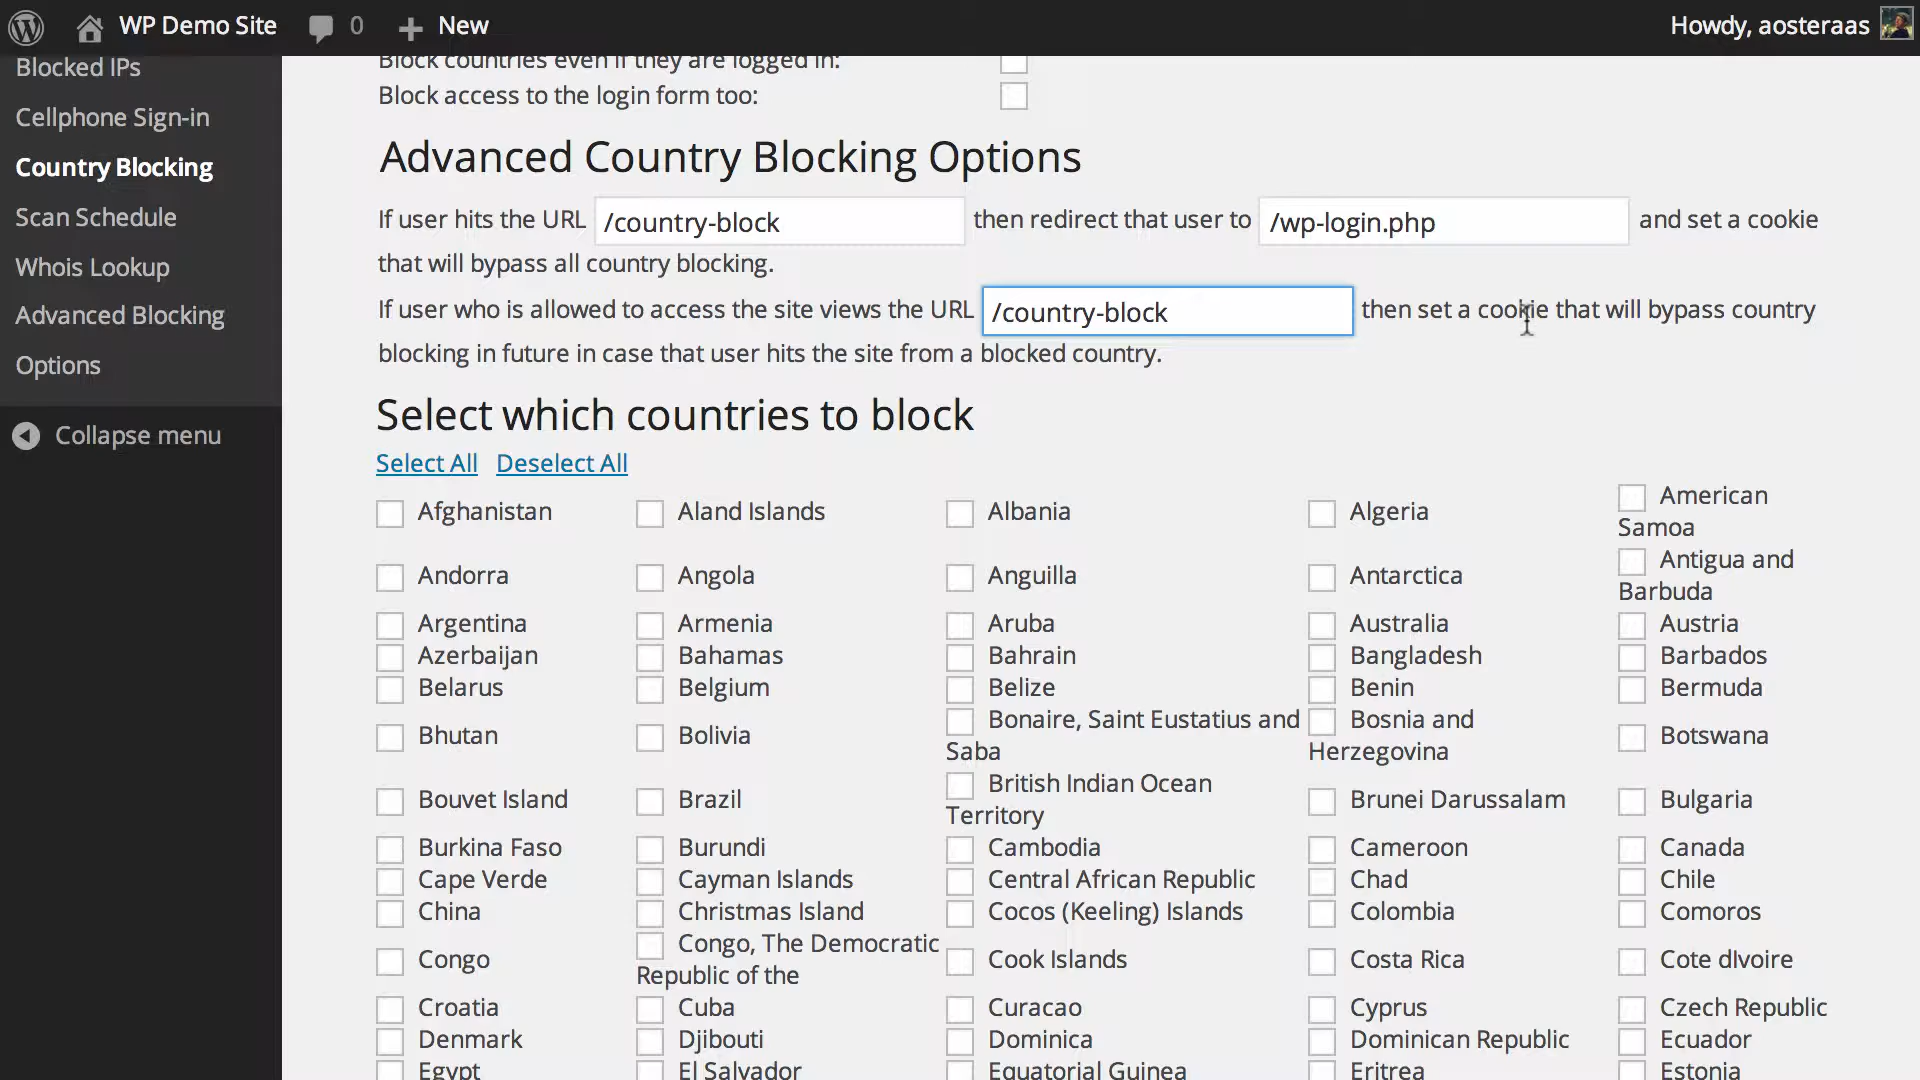 WP Demo Site 0 New Howdy, aosteraas
Blocked IPs
Cellphone Sign-in
Country Blocking
Scan Schedule
Whois Lookup
Advanced Blocking
Options
Collapse menu
Block countries even if they are logged in:
Block access to the login form too:
Advanced Country Blocking Options
If user hits the URL /country-block then redirect that user to /wp-login.php and set a cookie
that will bypass all country blocking.
If user who is allowed to access the site views the URL /country-block then set a cookie that will bypass country
blocking in future in case that user hits the site from a blocked country.
Select which countries to block
Select All Deselect All
Afghanistan Aland Islands Albania Algeria American
Samoa
Andorra Angola Anguilla Antarctica Antigua and
Barbuda
Argentina Armenia Aruba Australia Austria
Azerbaijan Bahamas Bahrain Bangladesh Barbados
Belarus Belgium Belize Benin Bermuda
Bhutan Bolivia Bonaire, Saint Eustatius and Bosnia and Botswana
Saba Herzegovina
Bouvet Island Brazil British Indian Ocean Brunei Darussalam Bulgaria
Territory
Burkina Faso Burundi Cambodia Cameroon Canada
Cape Verde Cayman Islands Central African Republic Chad Chile
China Christmas Island Cocos (Keeling) Islands Colombia Comoros
Congo Congo, The Democratic Cook Islands Costa Rica Cote dIvoire
Republic of the
Croatia Cuba Curacao Cyprus Czech Republic
Denmark Djibouti Dominica Dominican Republic Ecuador
Egypt El Salvador Equatorial Guinea Eritrea Estonia